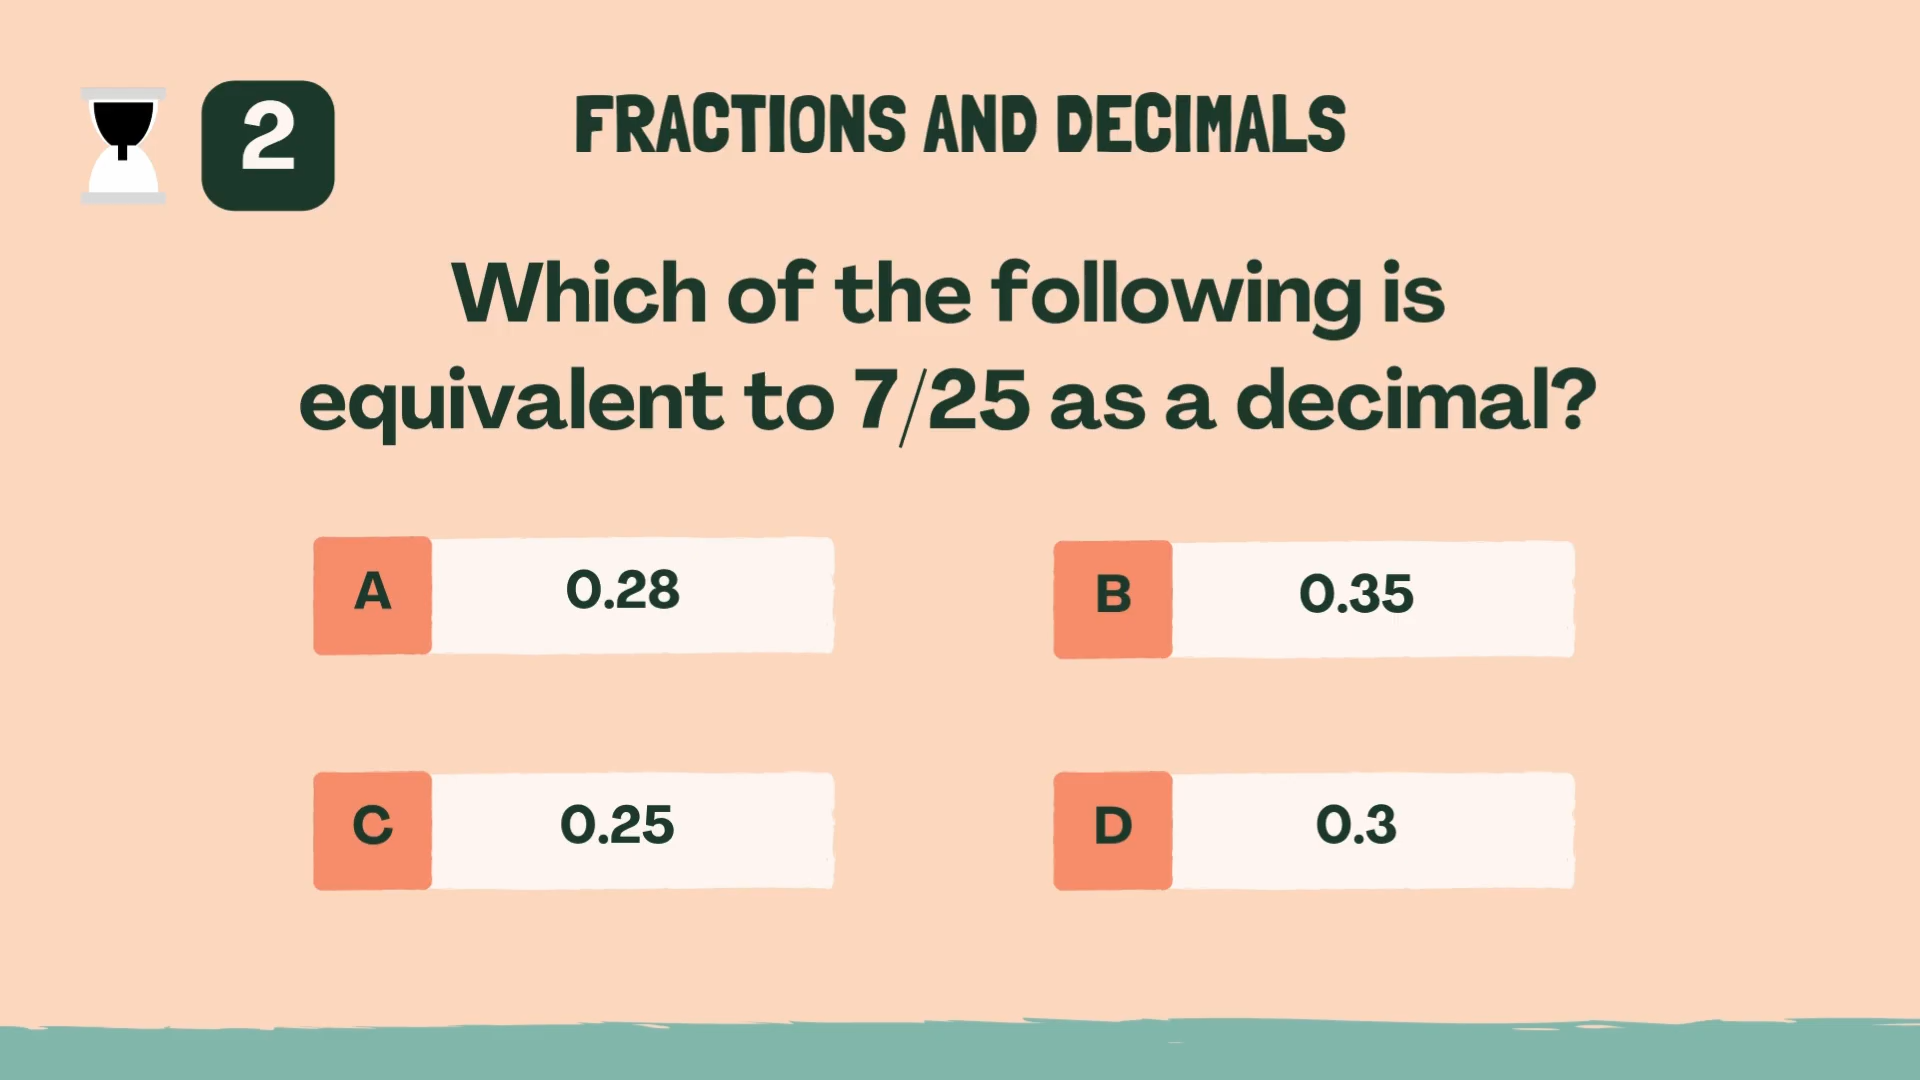 2
FRACTIONS AND DECIMALS
Which of the following is
equivalent to 7/25 as a decimal?
A 0.28
B 0.35
C 0.25
D 0.3